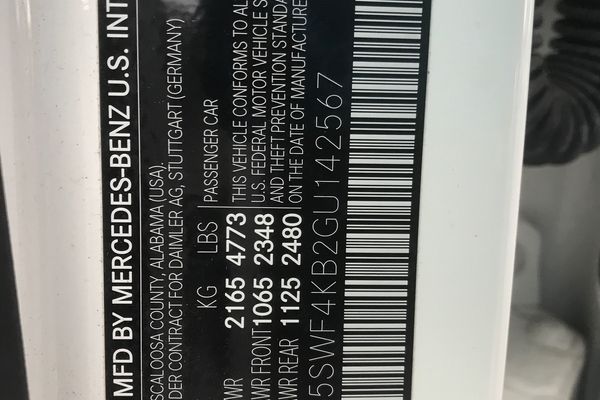 MFD BY MERCEDES-BENZ U.S. INT
SCALOOSA COUNTY, ALABAMA (USA),
DER CONTRACT FOR DAIMLER AG, STUTTGART (GERMANY)
KG LBS PASSENGER CAR
WR 2165 4773 THIS VEHICLE CONFORMS TO AL
WR FRONT 1065 2348 U.S. FEDERAL MOTOR VEHICLE S
AND THEFT PREVENTION STANDA
WR REAR 1125 2480 ON THE DATE OF MANUFACTURE
5SWF4KB2GU142567